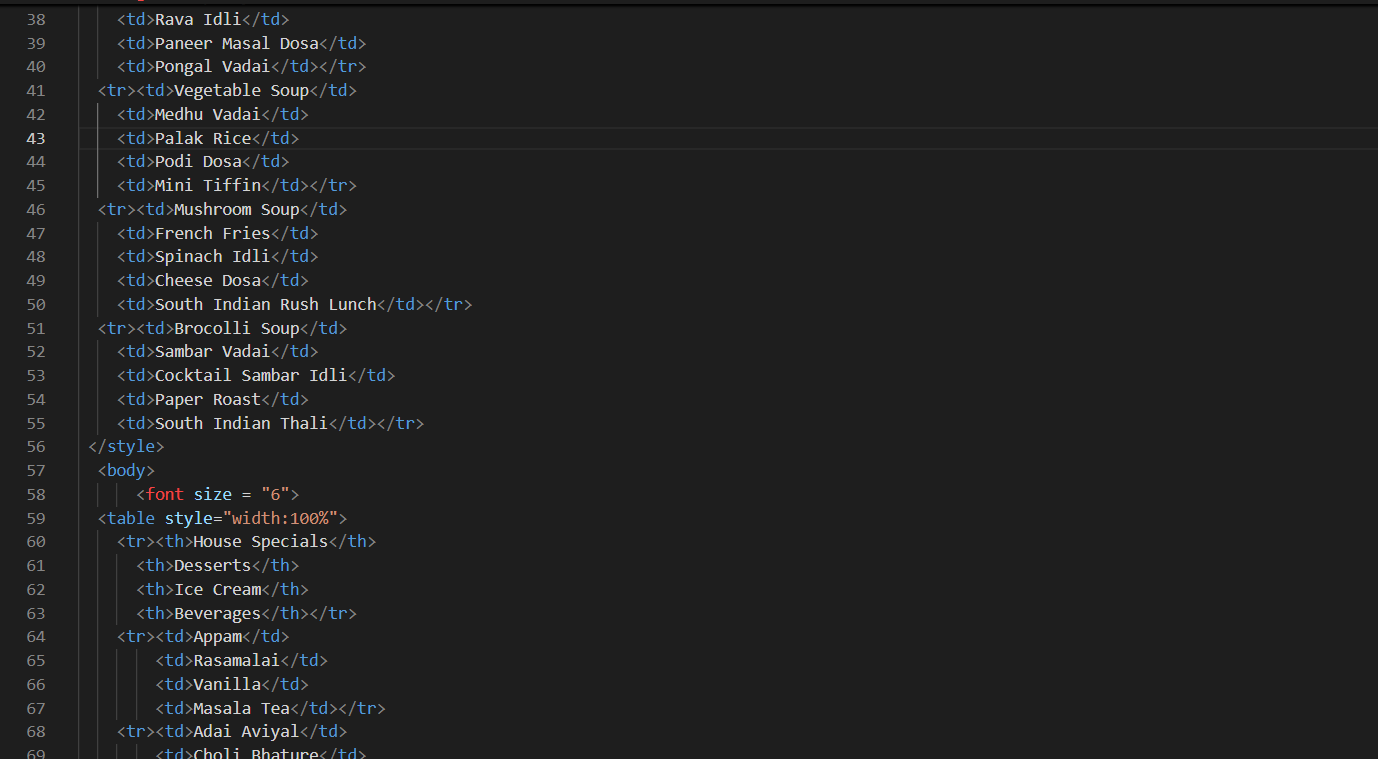 38 <td>Rava Idli</td>
39 <td>Paneer Masal Dosa</td>
40 <td>Pongal Vadai</td></tr>
41 <tr><td>Vegetable Soup</td>
42 <td>Medhu Vadai</td>
43 <td>Palak Rice</td>
44 <td>Podi Dosa</td>
45 <td>Mini Tiffin</td></tr>
46 <tr><td>Mushroom Soup</td>
47 <td>French Fries</td>
48 <td>Spinach Idli</td>
49 <td>Cheese Dosa</td>
50 <td>South Indian Rush Lunch</td></tr>
51 <tr><td>Brocolli Soup</td>
52 <td>Sambar Vadai</td>
53 <td>Cocktail Sambar Idli</td>
54 <td>Paper Roast</td>
55 <td>South Indian Thali</td></tr>
56 </style>
57 <body>
58 <font size = "6">
59 <table style="width:100%">
60 <tr><th>House Specials</th>
61 <th>Desserts</th>
62 <th>Ice Cream</th>
63 <th>Beverages</th></tr>
64 <tr><td>Appam</td>
65 <td>Rasamalai</td>
66 <td>Vanilla</td>
67 <td>Masala Tea</td></tr>
68 <tr><td>Adai Aviyal</td>
69 <td>Choli Bhature</td>